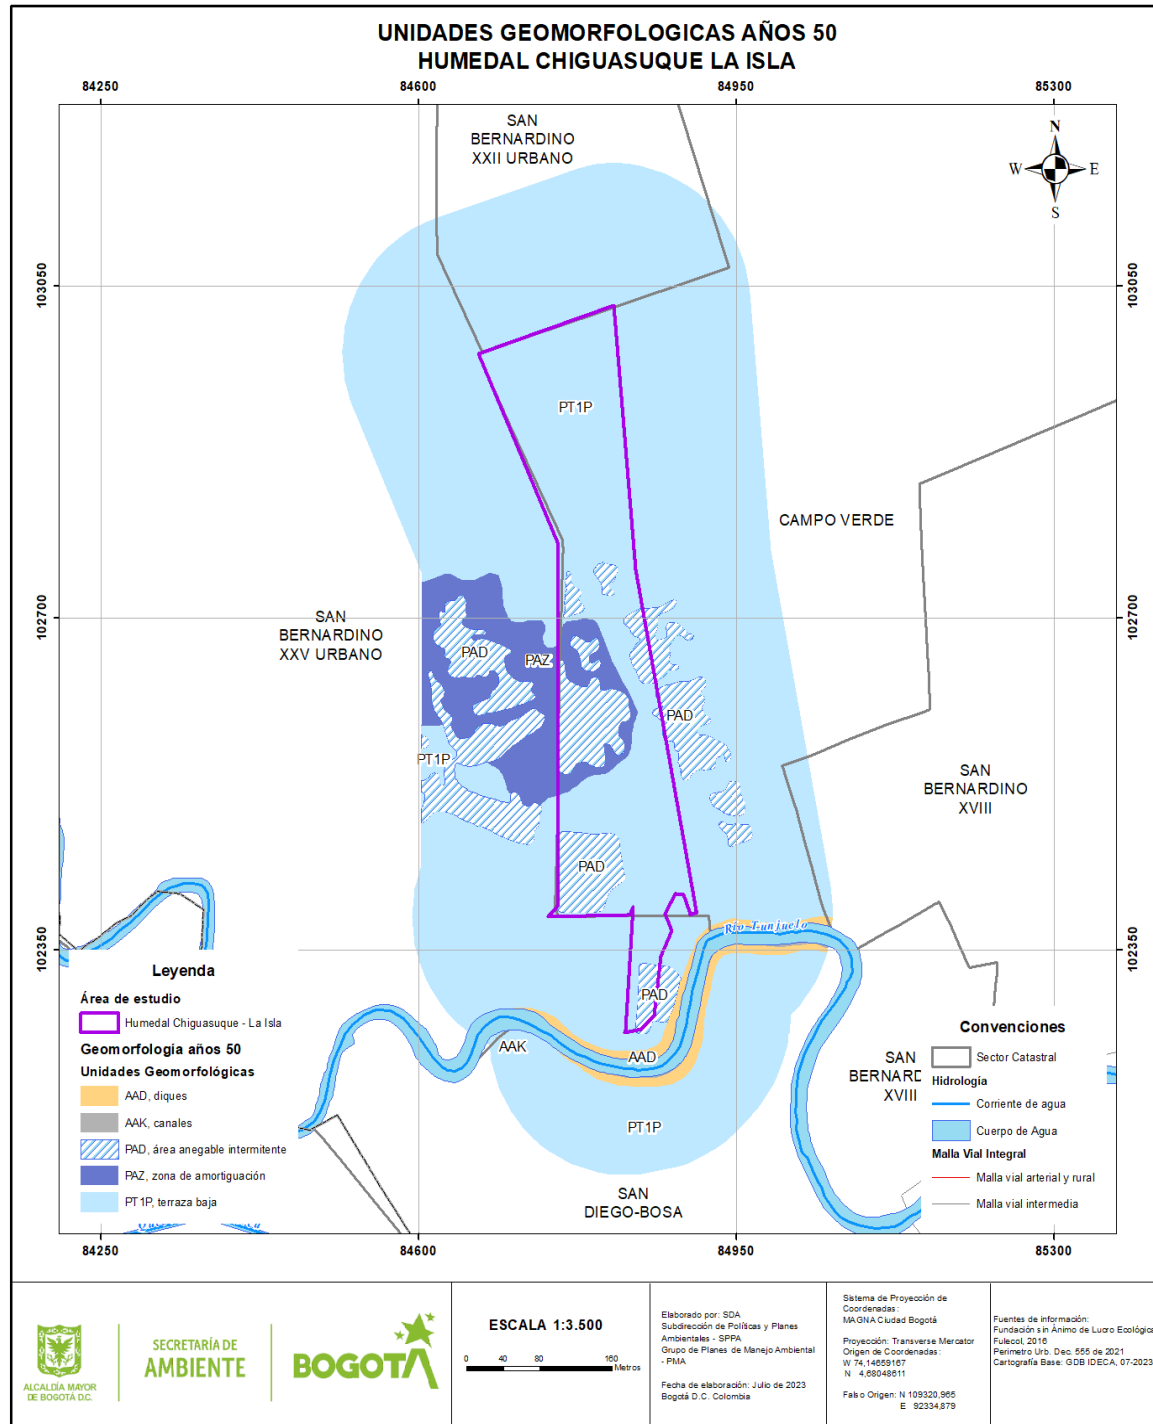 UNIDADES GEOMORFOLOGICAS AÑOS 50
HUMEDAL CHIGUASUQUE LA ISLA
84250
84600
84950
85300
SAN
BERNARDINO
XXII URBANO
N
W
E
S
103050
103050
PT1P
CAMPO VERDE
102700
102700
SAN
BERNARDINO
XXV URBANO
PAD
PAZ
PAD
PT1P
SAN
BERNARDINO
XVIII
PAD
Río Tunjuelo
102350
102350
PAD
AAK
AAD
PT1P
SAN
DIEGO-BOSA
SAN
BERNARD
XVIII
Leyenda
Área de estudio
Humedal Chiguasuque - La Isla
Geomorfología años 50
Unidades Geomorfológicas
AAD, diques
AAK, canales
PAD, área anegable intermitente
PAZ, zona de amortiguación
PT1P, terraza baja
Convenciones
Sector Catastral
Hidrología
Corriente de agua
Cuerpo de Agua
Malla Vial Integral
Malla vial arterial y rural
Malla vial intermedia
84250
84600
84950
85300
ALCALDÍA MAYOR
DE BOGOTÁ D.C.
SECRETARÍA DE
AMBIENTE
BOGOTA
ESCALA 1:3.500
0 40 80 160
Metros
Elaborado por: SDA
Subdirección de Políticas y Planes
Ambientales - SPPA
Grupo de Planes de Manejo Ambiental
- PMA
Fecha de elaboración: Julio de 2023
Bogotá D.C. Colombia
Sistema de Proyección de
Coordenadas:
MAGNA Ciudad Bogotá
Proyección: Transverse Mercator
Origen de Coordenadas:
W 74,14659167
N 4,68048611
Falso Origen: N 109320,965
E 92334,879
Fuentes de información:
Fundación sin Ánimo de Lucro Ecológica
Fulecol, 2016
Perimetro Urb. Dec. 555 de 2021
Cartografía Base: GDB IDECA, 07-2023